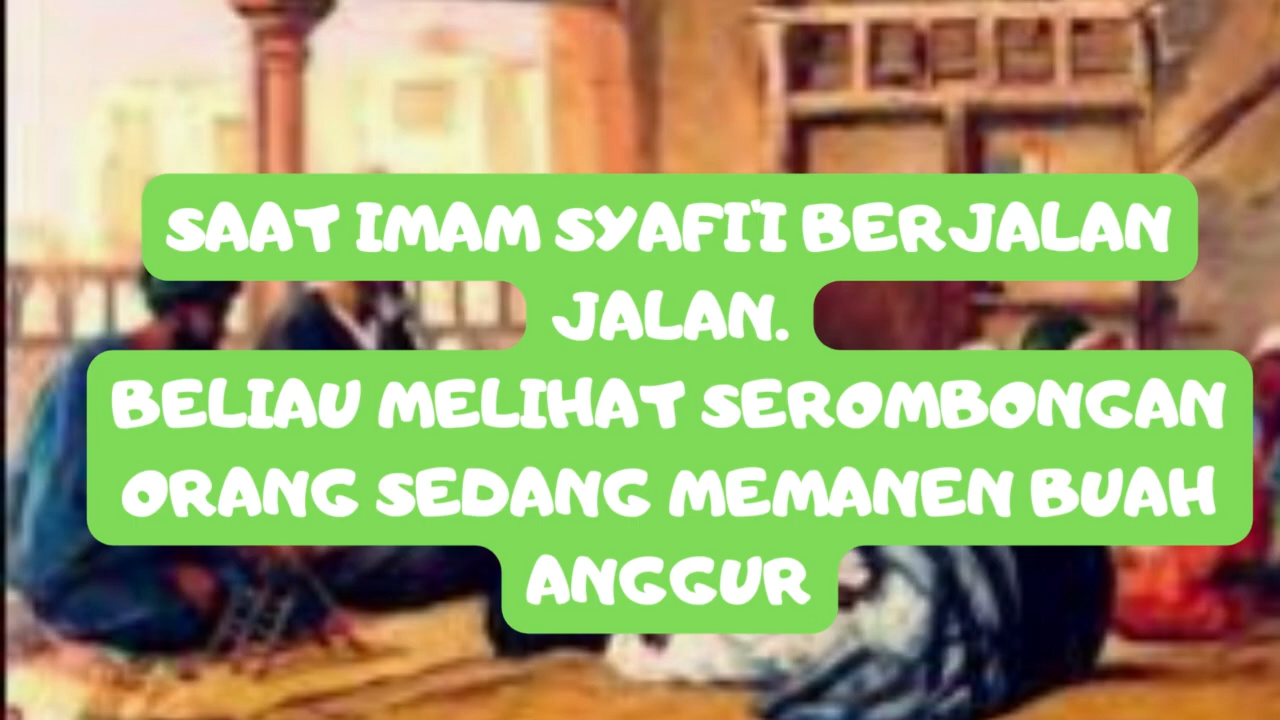 SAAT IMAM SYAFI'I BERJALAN
JALAN.
BELIAU MELIHAT SEROMBONGAN
ORANG SEDANG MEMANEN BUAH
ANGGUR